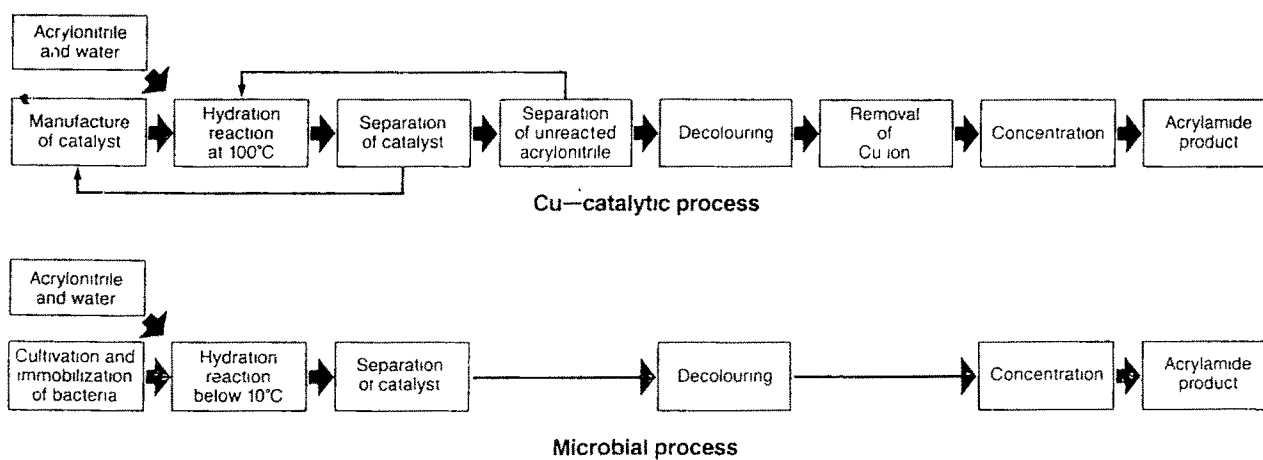 Acrylonitrile
and water
Manufacture
of catalyst
Hydration
reaction
at 100°C
Separation
of catalyst
Separation
of unreacted
acrylonitrile
Decolouring
Removal
of
Cu ion
Concentration
Acrylamide
product
Cu—catalytic process
Acrylonitrile
and water
Cultivation and
immobilization
of bacteria
Hydration
reaction
below 10°C
Separation
of catalyst
Decolouring
Concentration
Acrylamide
product
Microbial process